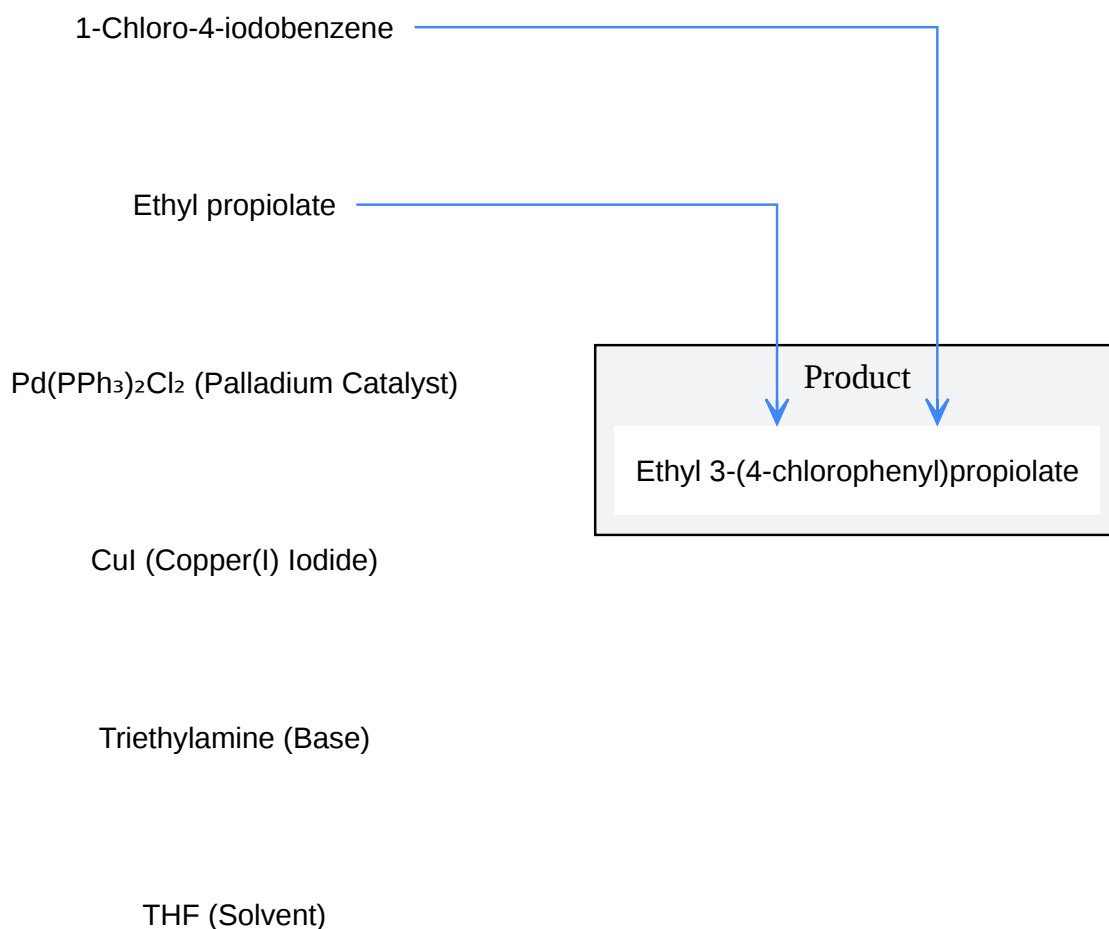 1-Chloro-4-iodobenzene
Ethyl propiolate
Pd(PPh₃)₂Cl₂ (Palladium Catalyst)
Product
Ethyl 3-(4-chlorophenyl)propiolate
CuI (Copper(I) Iodide)
Triethylamine (Base)
THF (Solvent)